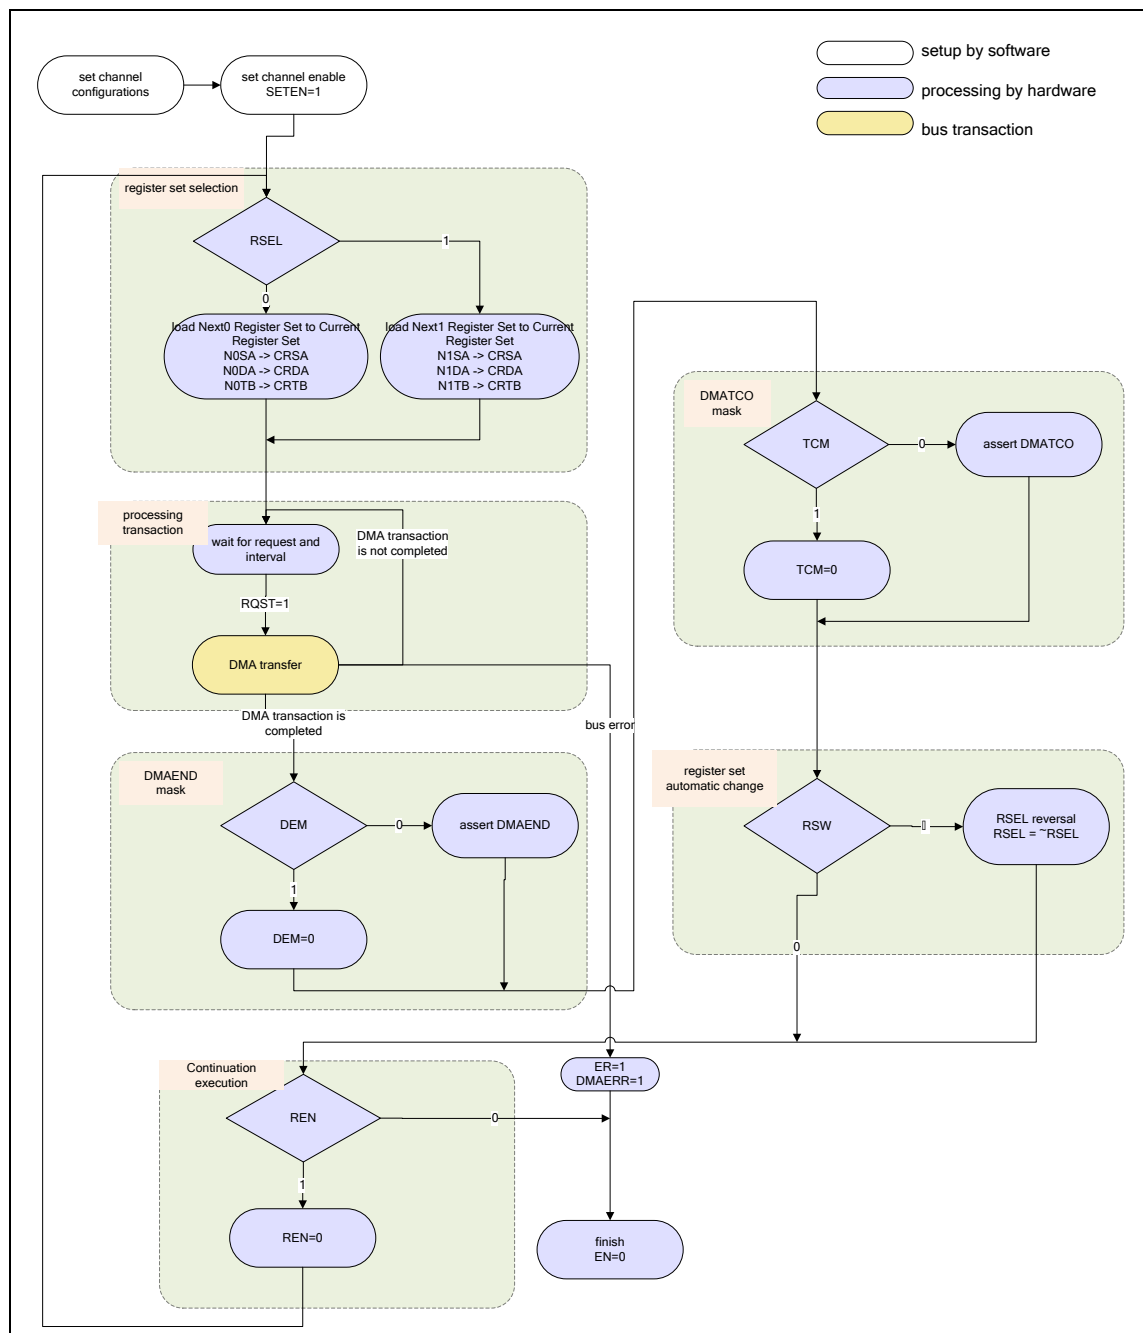 set channel
configurations
set channel enable
SETEN=1
setup by software
processing by hardware
bus transaction
register set selection
RSEL
1
0
load Next0 Register Set to Current
Register Set
N0SA -> CRSA
N0DA -> CRDA
N0TB -> CRTB
load Next1 Register Set to Current
Register Set
N1SA -> CRSA
N1DA -> CRDA
N1TB -> CRTB
processing
transaction
wait for request and
interval
DMA transaction
is not completed
RQST=1
DMA transfer
DMA transaction is
completed
bus error
DMAEND
mask
DEM
0
assert DMAEND
1
DEM=0
DMATCO
mask
TCM
0
assert DMATCO
1
TCM=0
register set
automatic change
RSW
RSEL reversal
RSEL = ~RSEL
0
Continuation
execution
REN
0
1
REN=0
ER=1
DMAERR=1
finish
EN=0